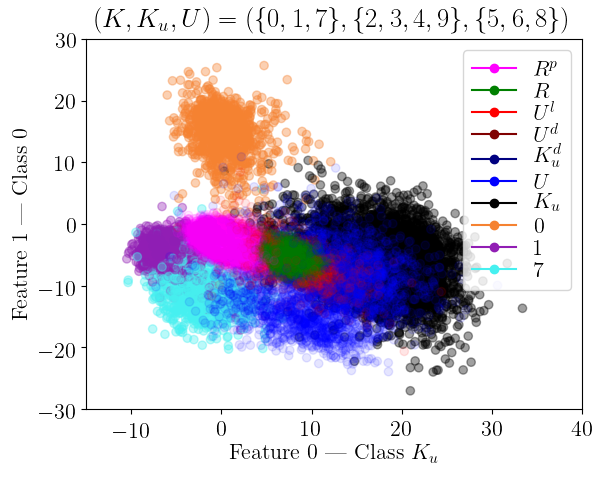 (K, K_u, U) = ({0, 1, 7}, {2, 3, 4, 9}, {5, 6, 8})
30
20
10
0
−10
−20
−30
Feature 1 — Class 0
R^p
R
U^l
U^d
K_u^d
U
K_u
0
1
7
−10
0
10
20
30
40
Feature 0 — Class K_u